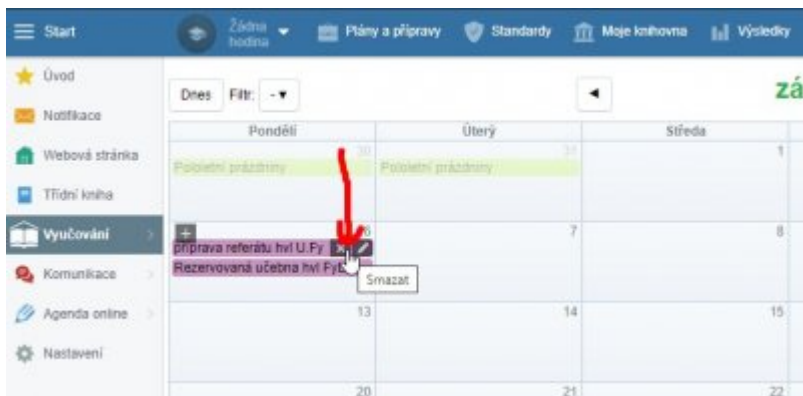 Start
Žádná
hodina
Plány a přípravy
Standardy
Moje knihovna
Výsledky
Úvod
Notifikace
Webová stránka
Třídní kniha
Vyučování
Komunikace
Agenda online
Nastavení
Dnes Filtr: - ▾
◄
zá
Pondělí Úterý Středa
30 31 1
Pololetní prázdniny Pololetní prázdniny
+ 6 7 8
příprava referátu hvl U.Fy
Rezervovaná učebna hvl
Smazat
13 14 15
20 21 22